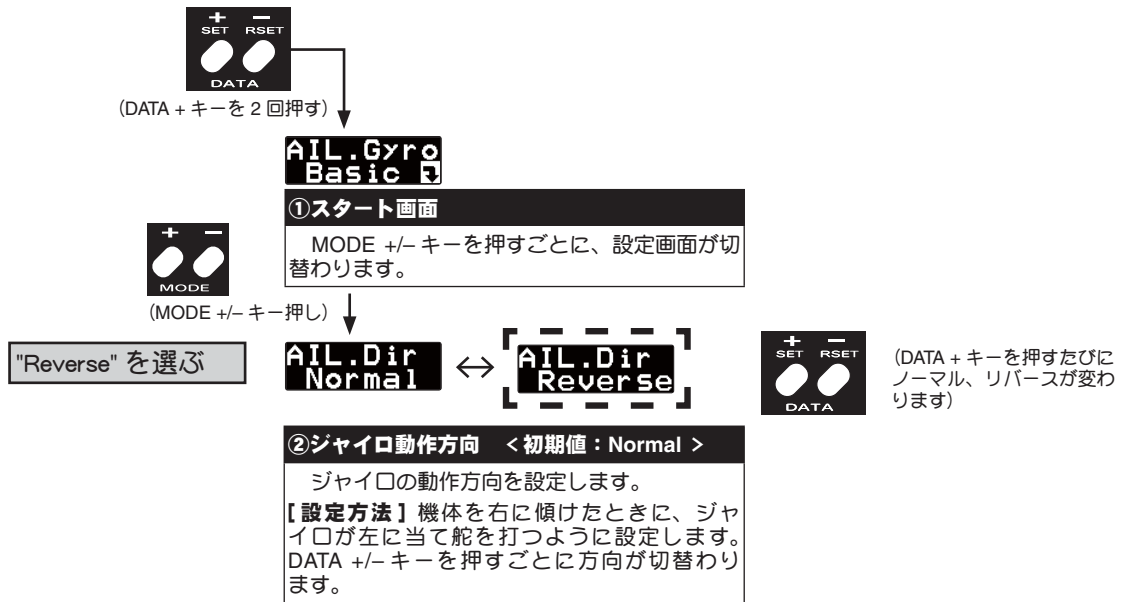 + −
SET RSET
DATA
（DATA + キーを 2 回押す）
AIL.Gyro
Basic
①スタート画面
MODE +/– キーを押すごとに、設定画面が切
替わります。
+ −
MODE
（MODE +/– キー押し）
"Reverse" を選ぶ
AIL.Dir
Normal
↔
AIL.Dir
Reverse
+ −
SET RSET
DATA
（DATA + キーを押すたびに
ノーマル、リバースが変わ
ります）
②ジャイロ動作方向 ＜初期値：Normal ＞
ジャイロの動作方向を設定します。
[ 設定方法 ] 機体を右に傾けたときに、ジャ
イロが左に当て舵を打つように設定します。
DATA +/– キーを押すごとに方向が切替わり
ます。